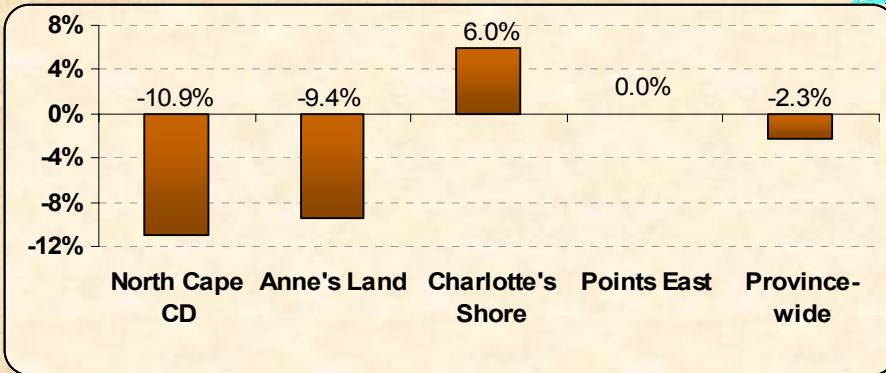 8%
4%
0%
-4%
-8%
-12%
-10.9%
-9.4%
6.0%
0.0%
-2.3%
North Cape
CD
Anne's Land
Charlotte's
Shore
Points East
Province-
wide